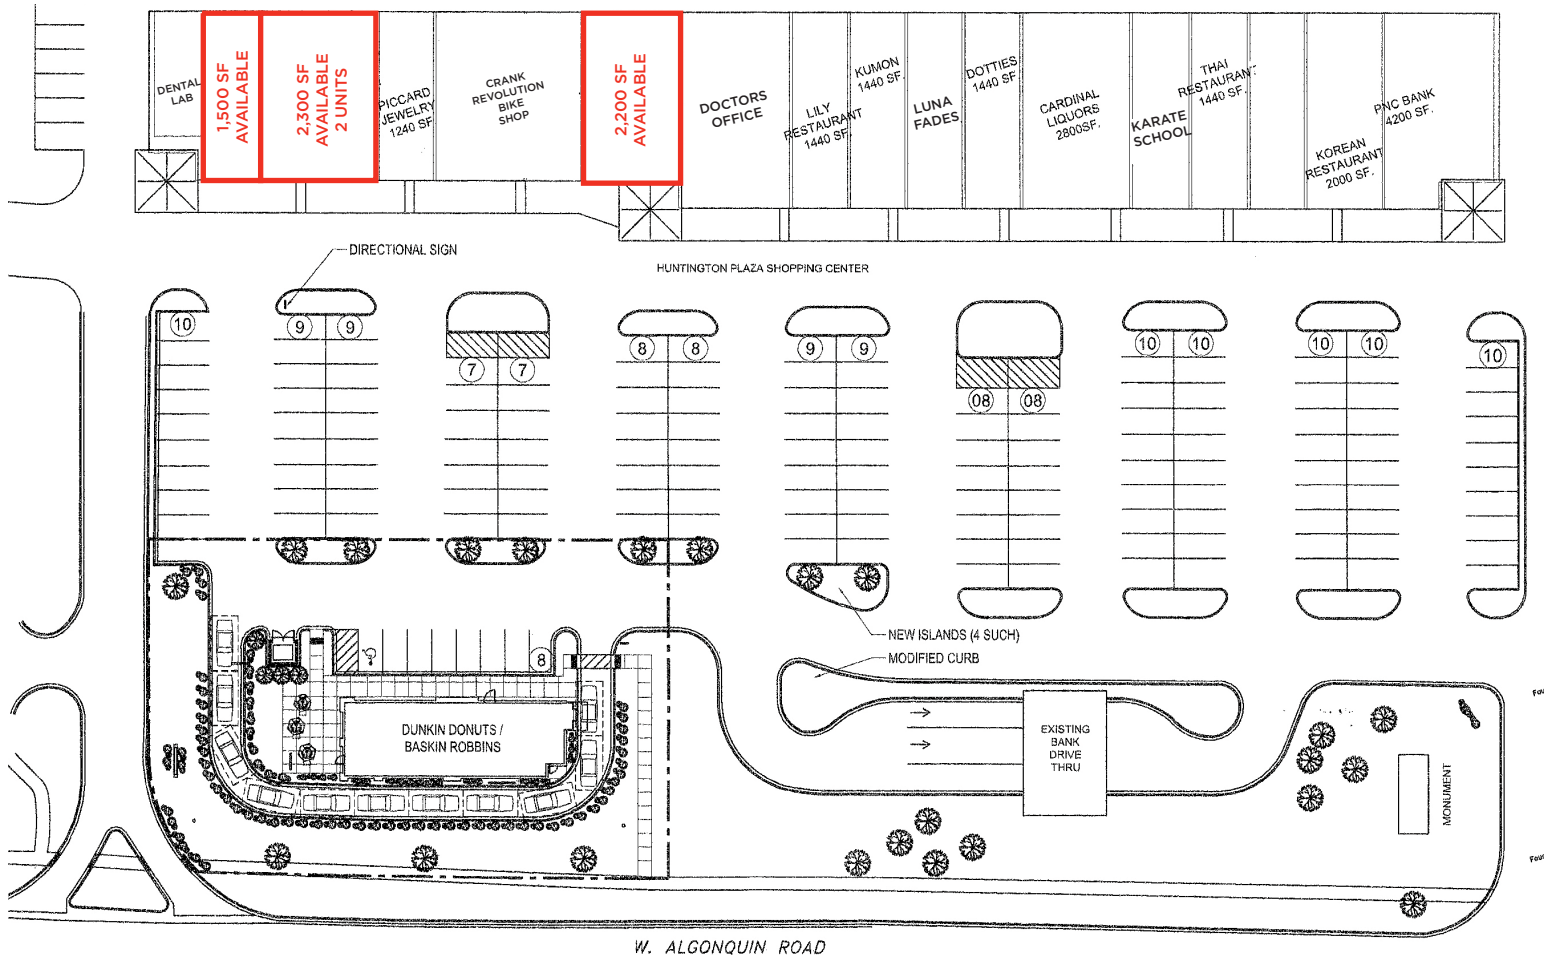 DENTAL
LAB
1,500 SF
AVAILABLE
2,300 SF
AVAILABLE
2 UNITS
PICCARD
JEWELRY
1240 SF
CRANK
REVOLUTION
BIKE
SHOP
2,200 SF
AVAILABLE
DOCTORS
OFFICE
LILY
RESTAURANT
1440 SF.
KUMON
1440 SF.
LUNA
FADES
DOTTIES
1440 SF
CARDINAL
LIQUORS
2800SF.
KARATE
SCHOOL
THAI
RESTAURANT
1440 SF.
KOREAN
RESTAURANT
2000 SF.
PNC BANK
4200 SF.
DIRECTIONAL SIGN
HUNTINGTON PLAZA SHOPPING CENTER
10
9 9
7 7
8 8
9 9
08 08
10 10
10 10
10
NEW ISLANDS (4 SUCH)
MODIFIED CURB
8
DUNKIN DONUTS /
BASKIN ROBBINS
EXISTING
BANK
DRIVE
THRU
MONUMENT
W. ALGONQUIN ROAD